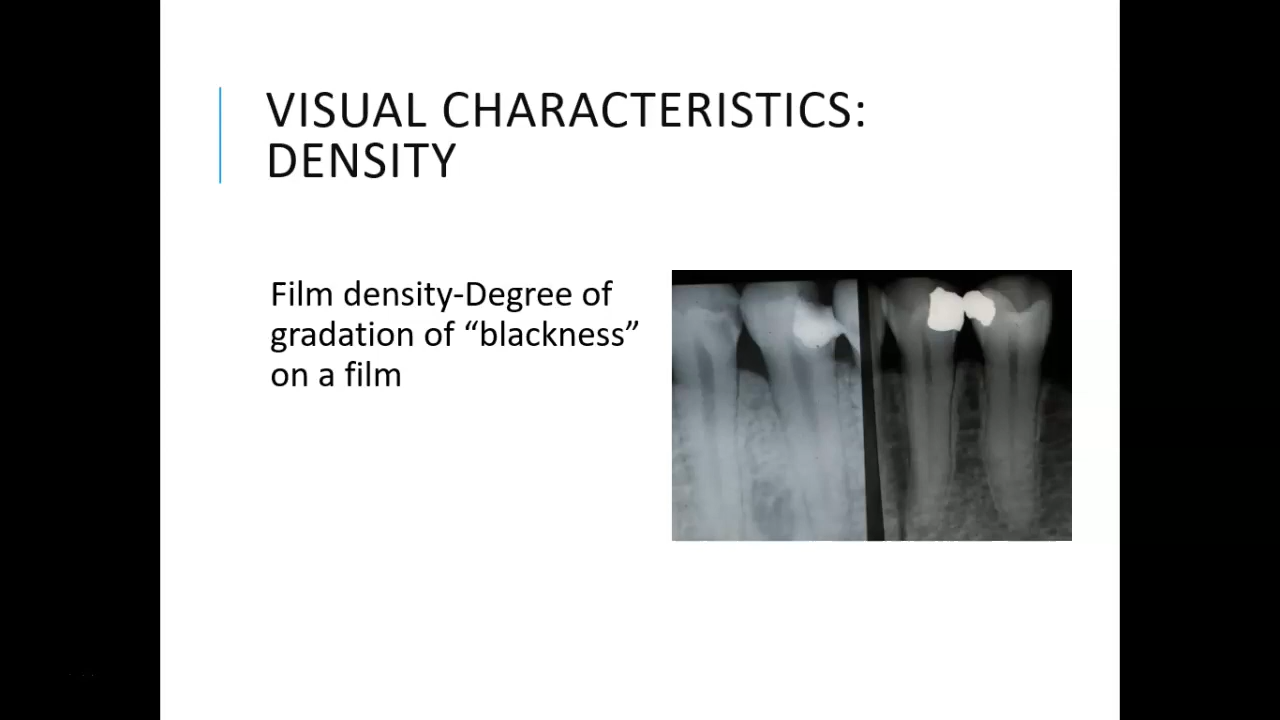 VISUAL CHARACTERISTICS:
DENSITY
Film density-Degree of
gradation of “blackness”
on a film